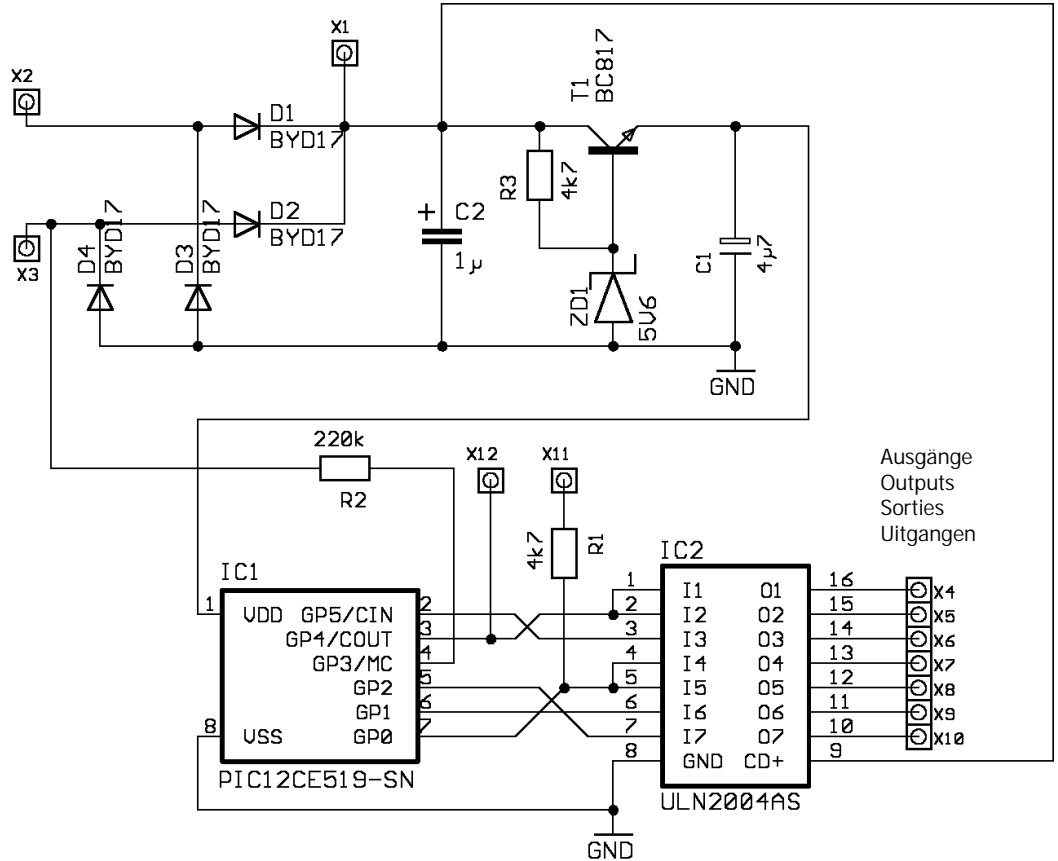 X1
X2
T1
BC817
D1
BYD17
R3
4k7
D2
BYD17
X3
D4
BYD17
D3
BYD17
+
C2
1µ
C1
4µ7
ZD1
5V6
GND
220k
R2
X12
X11
4k7
R1
Ausgänge
Outputs
Sorties
Uitgangen
IC1
IC2
1 VDD GP5/CIN 2
GP4/COUT 3
GP3/MC 4
GP2 5
GP1 6
8 VSS GP0 7
PIC12CE519-SN
1 I1 O1 16 X4
2 I2 O2 15 X5
3 I3 O3 14 X6
4 I4 O4 13 X7
5 I5 O5 12 X8
6 I6 O6 11 X9
7 I7 O7 10 X10
8 GND CD+ 9
ULN2004AS
GND